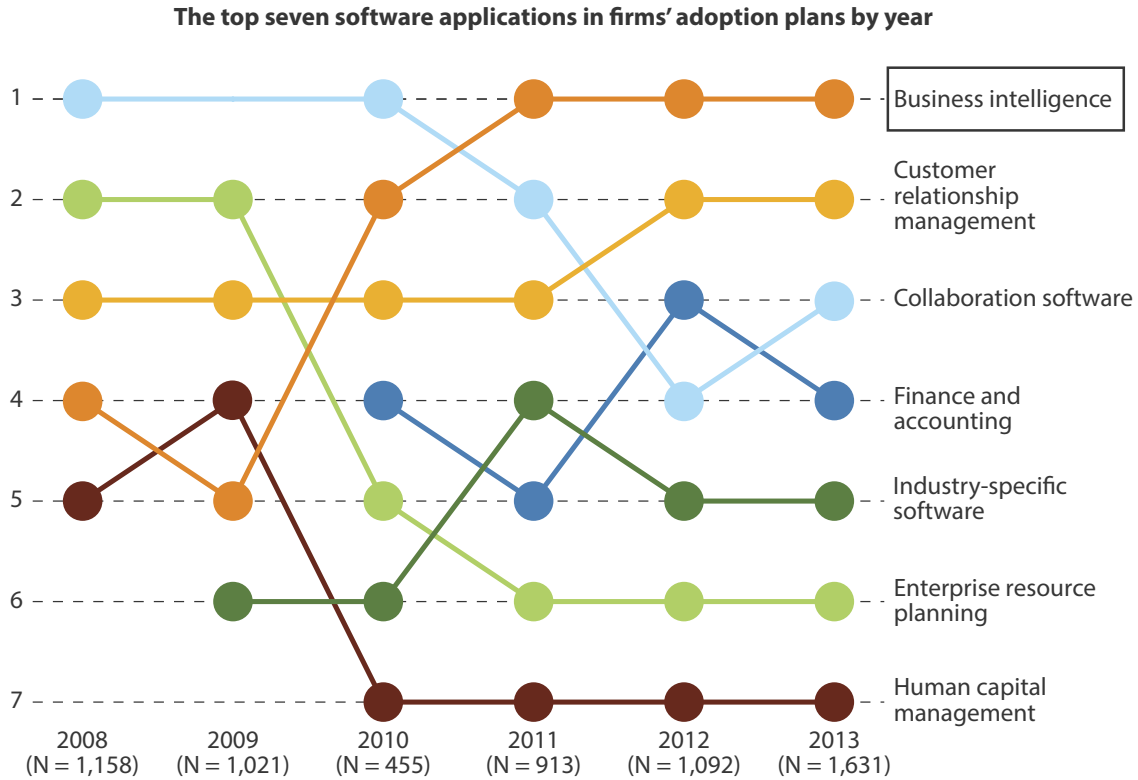 The top seven software applications in firms’ adoption plans by year
1
Business intelligence
2
Customer
relationship
management
3
Collaboration software
4
Finance and
accounting
5
Industry-specific
software
6
Enterprise resource
planning
7
Human capital
management
2008
(N = 1,158)
2009
(N = 1,021)
2010
(N = 455)
2011
(N = 913)
2012
(N = 1,092)
2013
(N = 1,631)